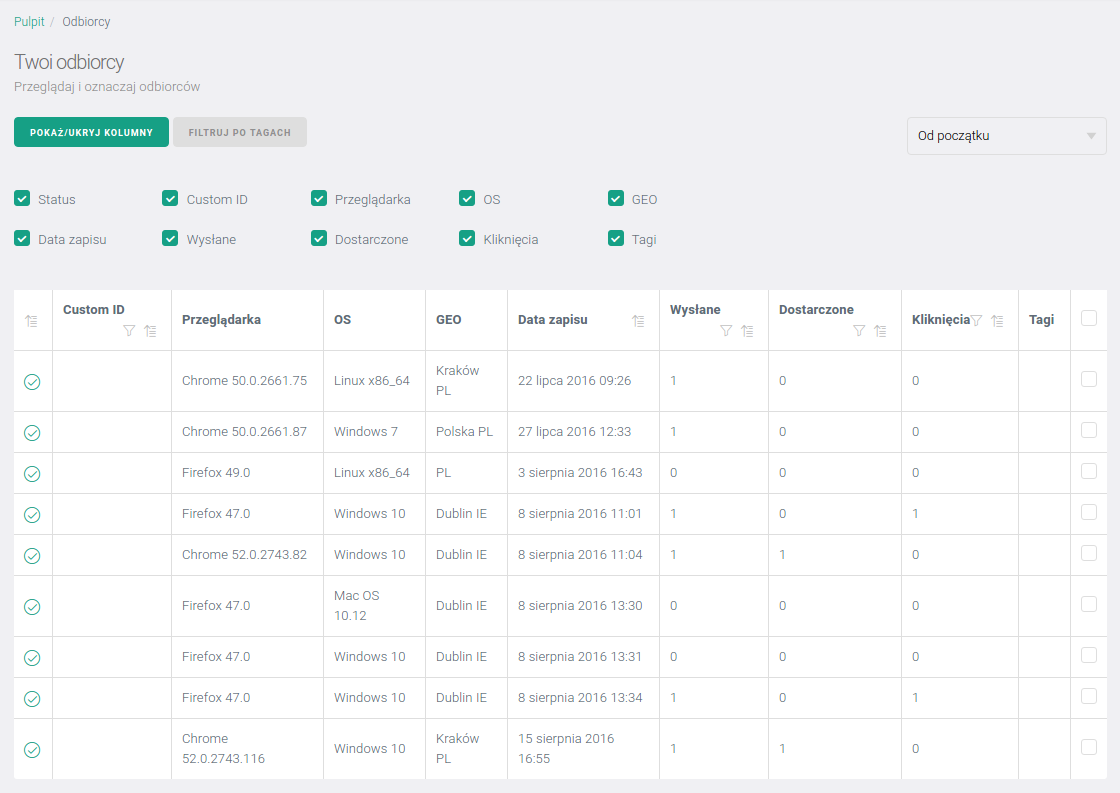 Pulpit / Odbiorcy
Twoi odbiorcy
Przeglądaj i oznaczaj odbiorców
POKAŻ/UKRYJ KOLUMNY FILTRUJ PO TAGACH Od początku
Status Custom ID Przeglądarka OS GEO
Data zapisu Wysłane Dostarczone Kliknięcia Tagi
Custom ID Przeglądarka OS GEO Data zapisu Wysłane Dostarczone Kliknięcia Tagi
Chrome 50.0.2661.75 Linux x86_64 Kraków PL 22 lipca 2016 09:26 1 0 0
Chrome 50.0.2661.87 Windows 7 Polska PL 27 lipca 2016 12:33 1 0 0
Firefox 49.0 Linux x86_64 PL 3 sierpnia 2016 16:43 0 0 0
Firefox 47.0 Windows 10 Dublin IE 8 sierpnia 2016 11:01 1 0 1
Chrome 52.0.2743.82 Windows 10 Dublin IE 8 sierpnia 2016 11:04 1 1 0
Firefox 47.0 Mac OS 10.12 Dublin IE 8 sierpnia 2016 13:30 0 0 0
Firefox 47.0 Windows 10 Dublin IE 8 sierpnia 2016 13:31 0 0 0
Firefox 47.0 Windows 10 Dublin IE 8 sierpnia 2016 13:34 1 0 1
Chrome 52.0.2743.116 Windows 10 Kraków PL 15 sierpnia 2016 16:55 1 1 0